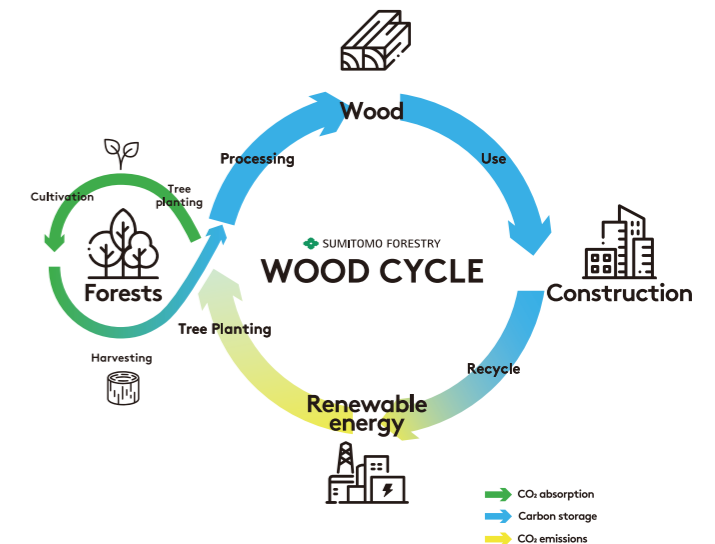 Wood
Processing
Use
Cultivation
Tree
planting
SUMITOMO FORESTRY
WOOD CYCLE
Forests
Construction
Tree Planting
Harvesting
Recycle
Renewable
energy
CO₂ absorption
Carbon storage
CO₂ emissions